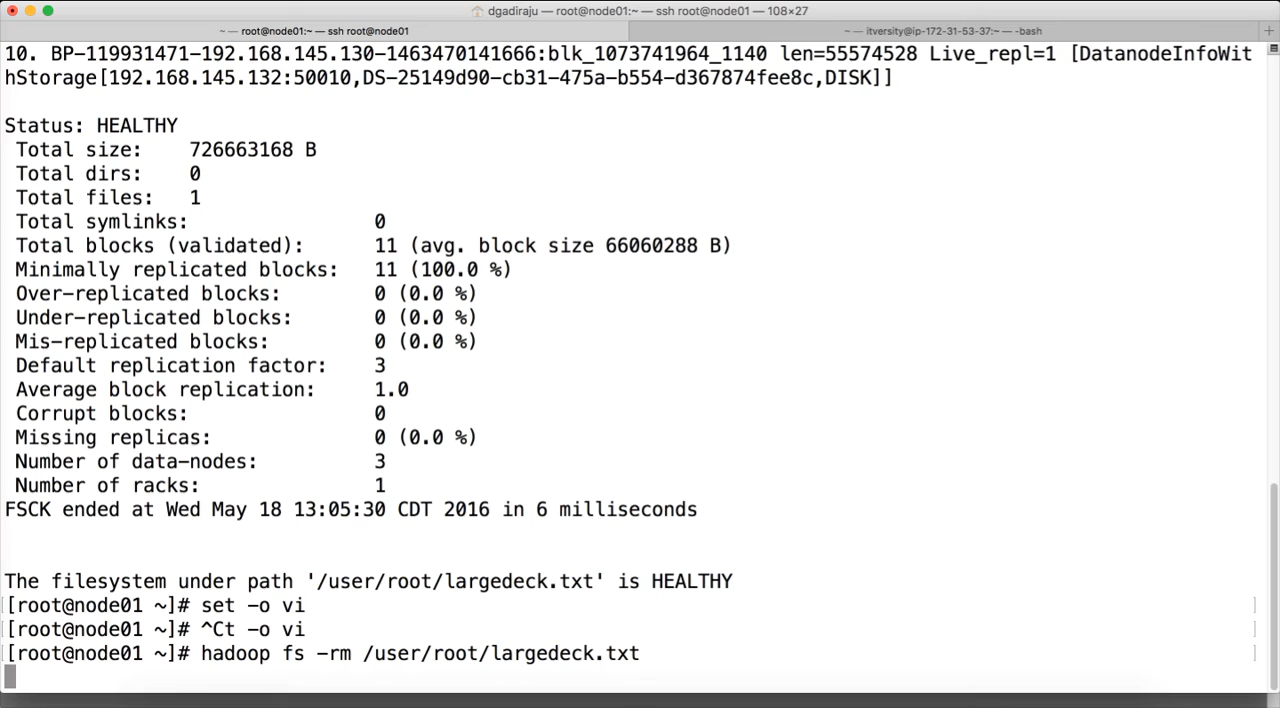 dgadiraju — root@node01:~ — ssh root@node01 — 108×27
~ — root@node01:~ — ssh root@node01
~ — itversity@ip-172-31-53-37:~ — -bash
10. BP-119931471-192.168.145.130-1463470141666:blk_1073741964_1140 len=55574528 Live_repl=1 [DatanodeInfoWit
hStorage[192.168.145.132:50010,DS-25149d90-cb31-475a-b554-d367874fee8c,DISK]]
Status: HEALTHY
Total size: 726663168 B
Total dirs: 0
Total files: 1
Total symlinks: 0
Total blocks (validated): 11 (avg. block size 66060288 B)
Minimally replicated blocks: 11 (100.0 %)
Over-replicated blocks: 0 (0.0 %)
Under-replicated blocks: 0 (0.0 %)
Mis-replicated blocks: 0 (0.0 %)
Default replication factor: 3
Average block replication: 1.0
Corrupt blocks: 0
Missing replicas: 0 (0.0 %)
Number of data-nodes: 3
Number of racks: 1
FSCK ended at Wed May 18 13:05:30 CDT 2016 in 6 milliseconds
The filesystem under path '/user/root/largedeck.txt' is HEALTHY
[root@node01 ~]# set -o vi
[root@node01 ~]# ^Ct -o vi
[root@node01 ~]# hadoop fs -rm /user/root/largedeck.txt